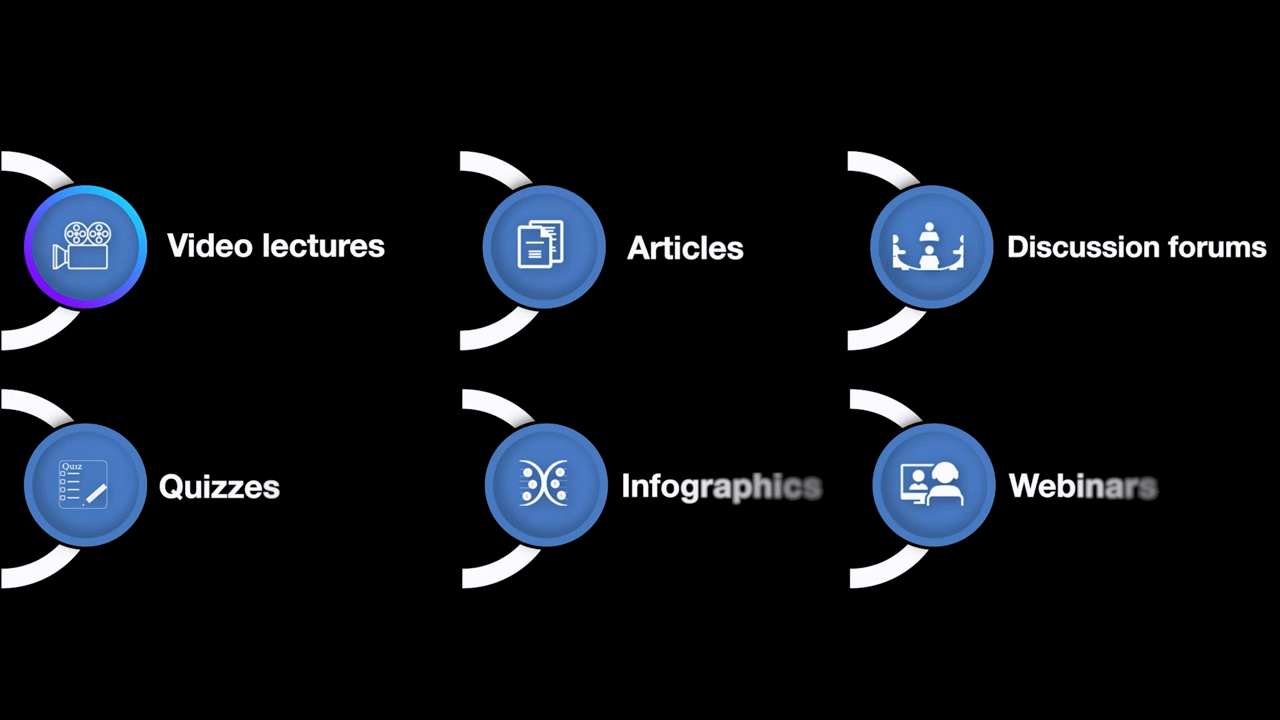 Video lectures
Articles
Discussion forums
Quiz
Quizzes
Infographics
Webinars